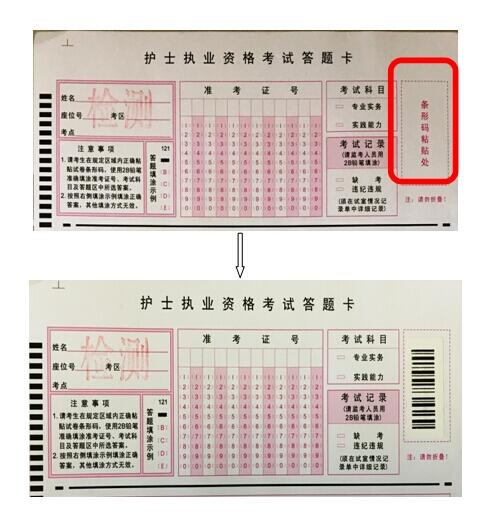 护士执业资格考试答题卡
姓名
座位号 考区
考点
检测
准考证号
考试科目
专业实务
实践能力
条形码粘贴处
注意事项
1. 请考生在规定区域内正确粘
贴试卷条形码，使用2B铅笔
准确填涂准考证号、考试科
目及答题区中所选答案。
2. 按照右侧填涂示例填涂正确
答案，其他填涂方式无效。
121
答题填涂示例
[B]
[C]
[D]
[E]
考试记录
(请监考人员用
2B铅笔填涂)
缺考
违纪违规
(须在试室情况记
录单中详细记录)
注：请勿折叠！
护士执业资格考试答题卡
姓名
座位号 考区
考点
检测
准考证号
考试科目
专业实务
实践能力
注意事项
1. 请考生在规定区域内正确粘
贴试卷条形码，使用2B铅笔
准确填涂准考证号、考试科
目及答题区中所选答案。
2. 按照右侧填涂示例填涂正确
答案，其他填涂方式无效。
121
答题填涂示例
[B]
[C]
[D]
[E]
考试记录
(请监考人员用
2B铅笔填涂)
缺考
违纪违规
(须在试室情况记
录单中详细记录)
注：请勿折叠！